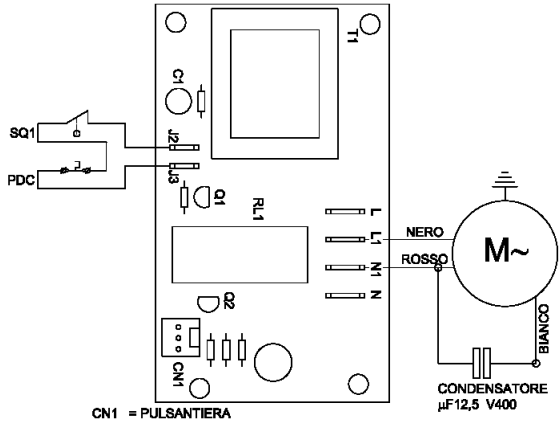 T1
C1
SQ1
J2
PDC
J3
Q1
RL1
L
L1
NERO
M~
ROSSO
N1
N
Q2
BIANCO
CN1
CONDENSATORE
µF12,5 V400
CN1 = PULSANTIERA